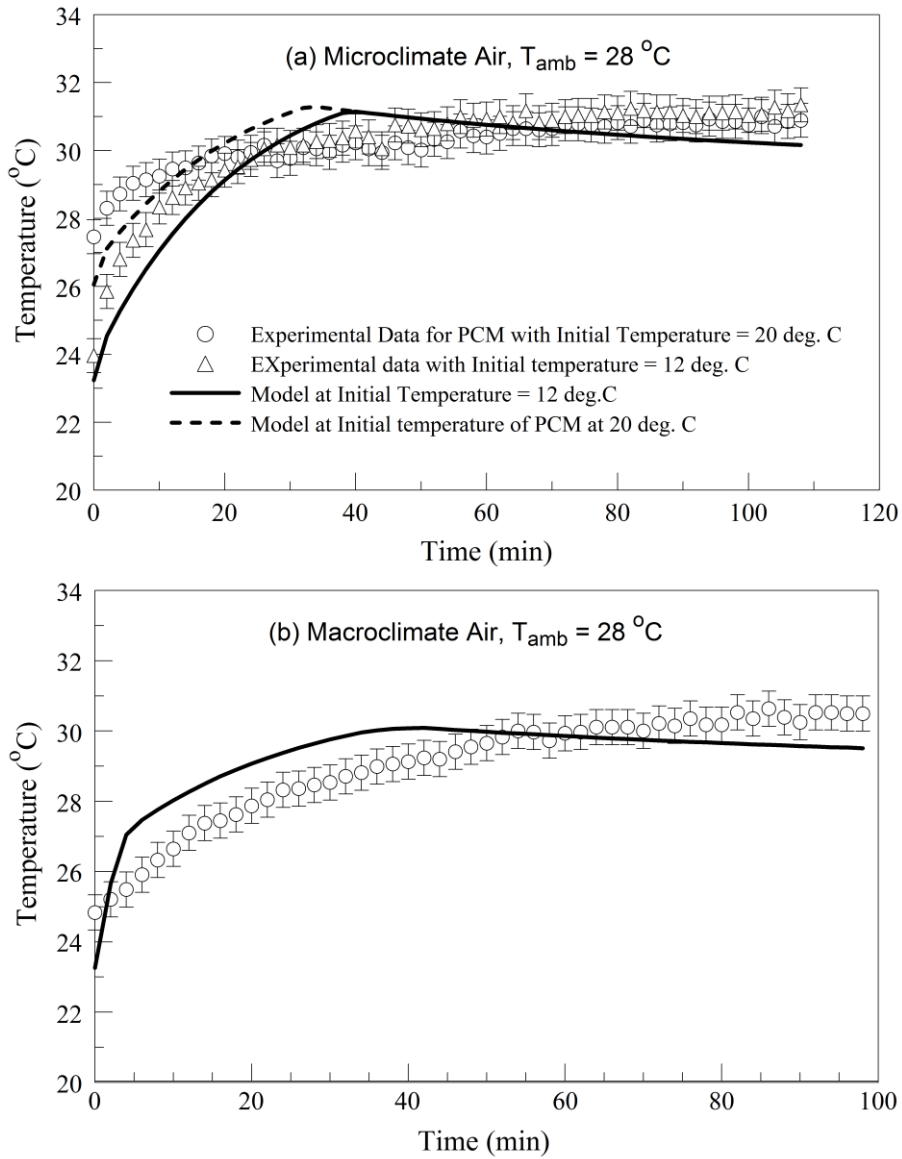 34
32
30
28
26
24
22
20
Temperature (°C)
(a) Microclimate Air, Tamb = 28 °C
Experimental Data for PCM with Initial Temperature = 20 deg. C
EXperimental data with Initial temperature = 12 deg. C
Model at Initial Temperature = 12 deg.C
Model at Initial temperature of PCM at 20 deg. C
0 20 40 60 80 100 120
Time (min)
34
32
30
28
26
24
22
20
Temperature (°C)
(b) Macroclimate Air, Tamb = 28 °C
0 20 40 60 80 100
Time (min)